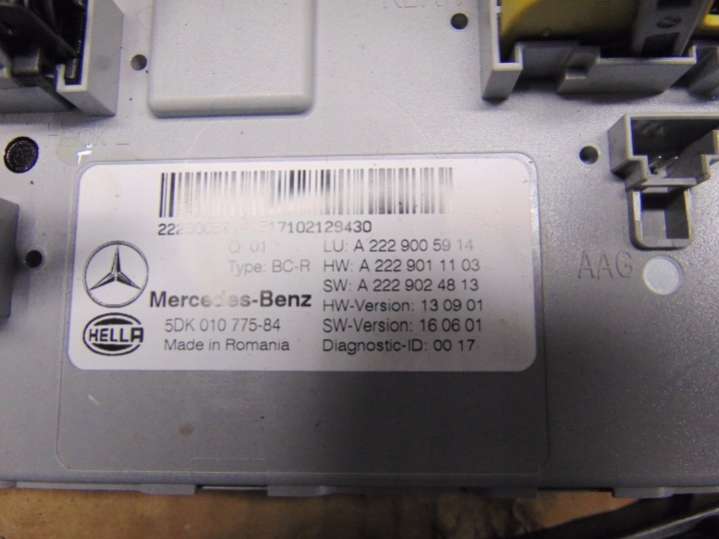 17102129430
Q: 01 LU: A 222 900 59 14
Type: BC-R HW: A 222 901 11 03
SW: A 222 902 48 13
Mercedes-Benz HW-Version: 13 09 01
HELLA 5DK 010 775-84 SW-Version: 16 06 01
Made in Romania Diagnostic-ID: 00 17
AAG